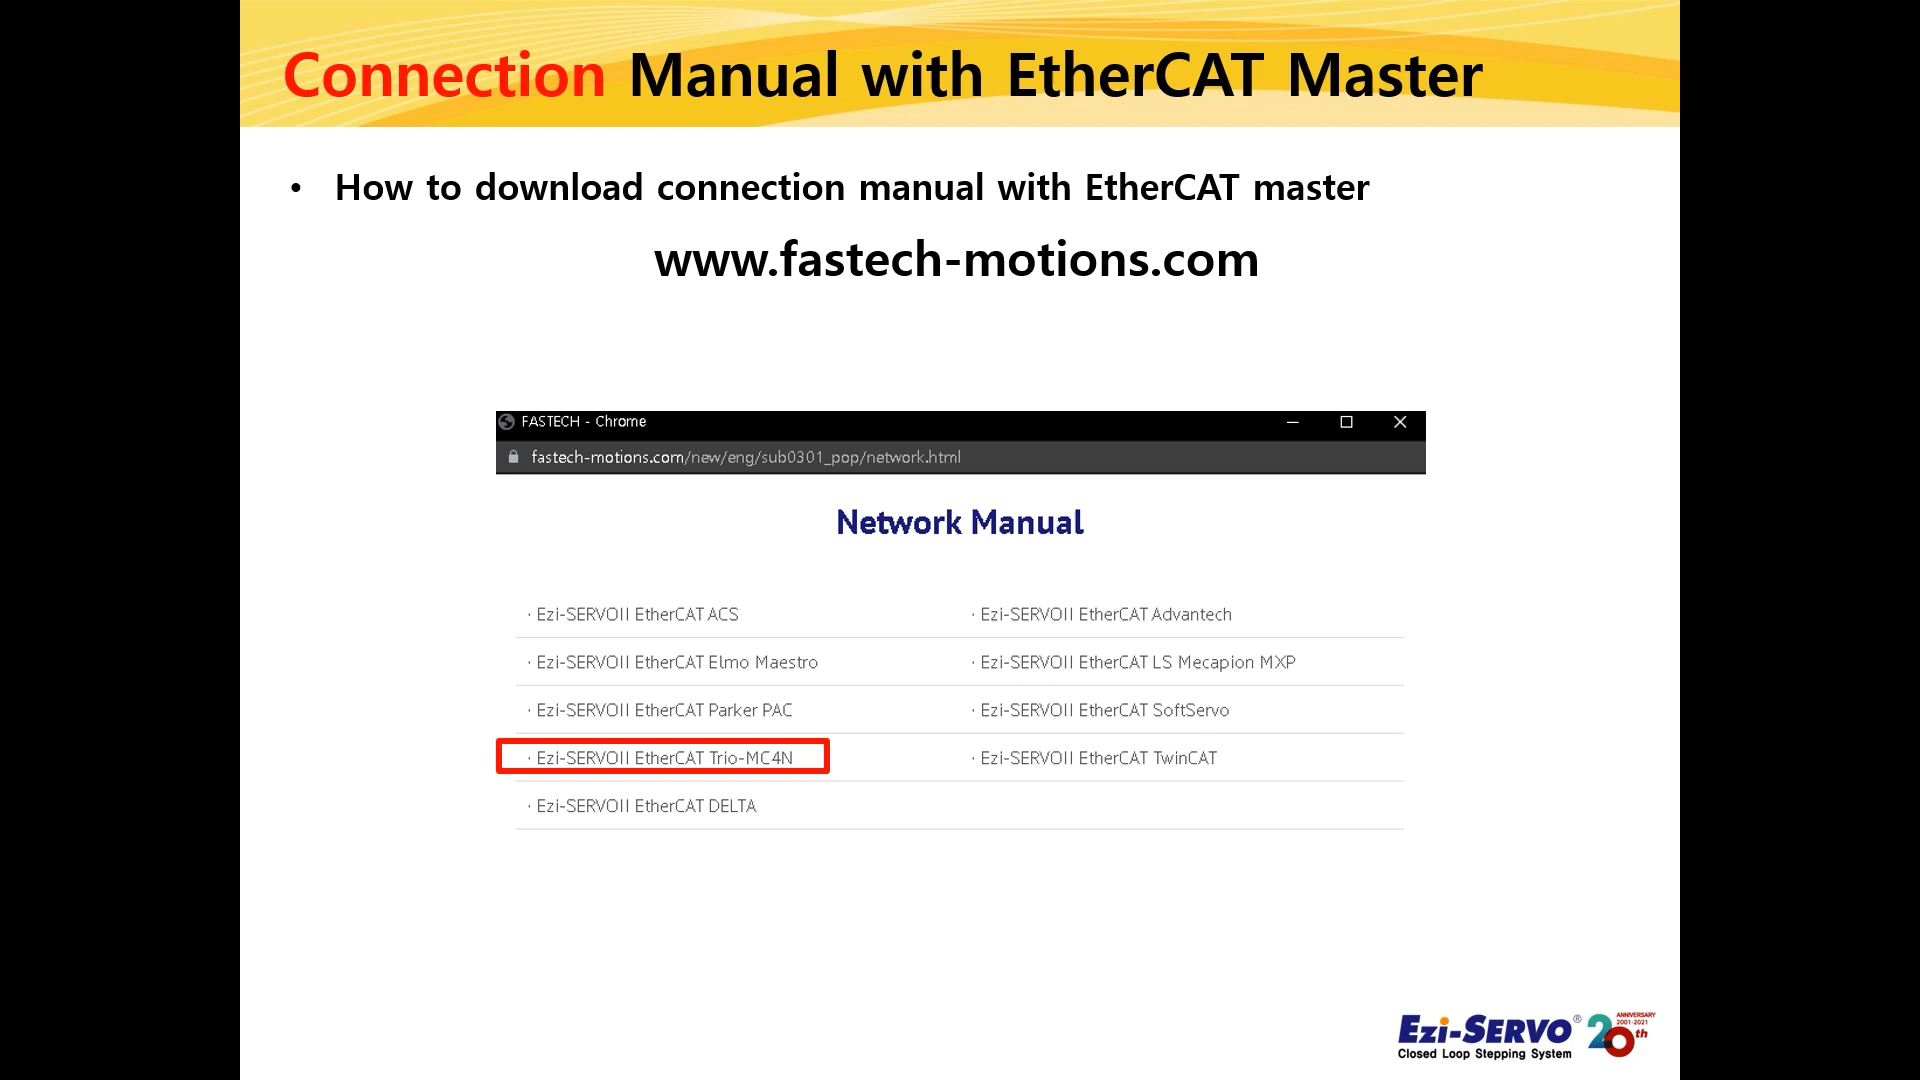 Connection Manual with EtherCAT Master
• How to download connection manual with EtherCAT master
www.fastech-motions.com
FASTECH - Chrome
fastech-motions.com/new/eng/sub0301_pop/network.html
Network Manual
· Ezi-SERVOII EtherCAT ACS
· Ezi-SERVOII EtherCAT Advantech
· Ezi-SERVOII EtherCAT Elmo Maestro
· Ezi-SERVOII EtherCAT LS Mecapion MXP
· Ezi-SERVOII EtherCAT Parker PAC
· Ezi-SERVOII EtherCAT SoftServo
· Ezi-SERVOII EtherCAT Trio-MC4N
· Ezi-SERVOII EtherCAT TwinCAT
· Ezi-SERVOII EtherCAT DELTA
Ezi-SERVO®
Closed Loop Stepping System
ANNIVERSARY
2001-2021
20th